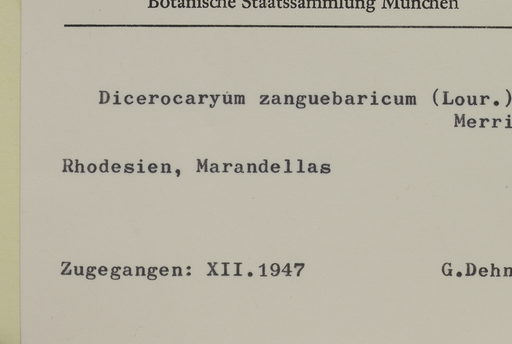 Botanische Staatssammlung München
Dicerocaryum zanguebaricum (Lour.)
Merri
Rhodesien, Marandellas
Zugegangen: XII.1947 G.Dehn